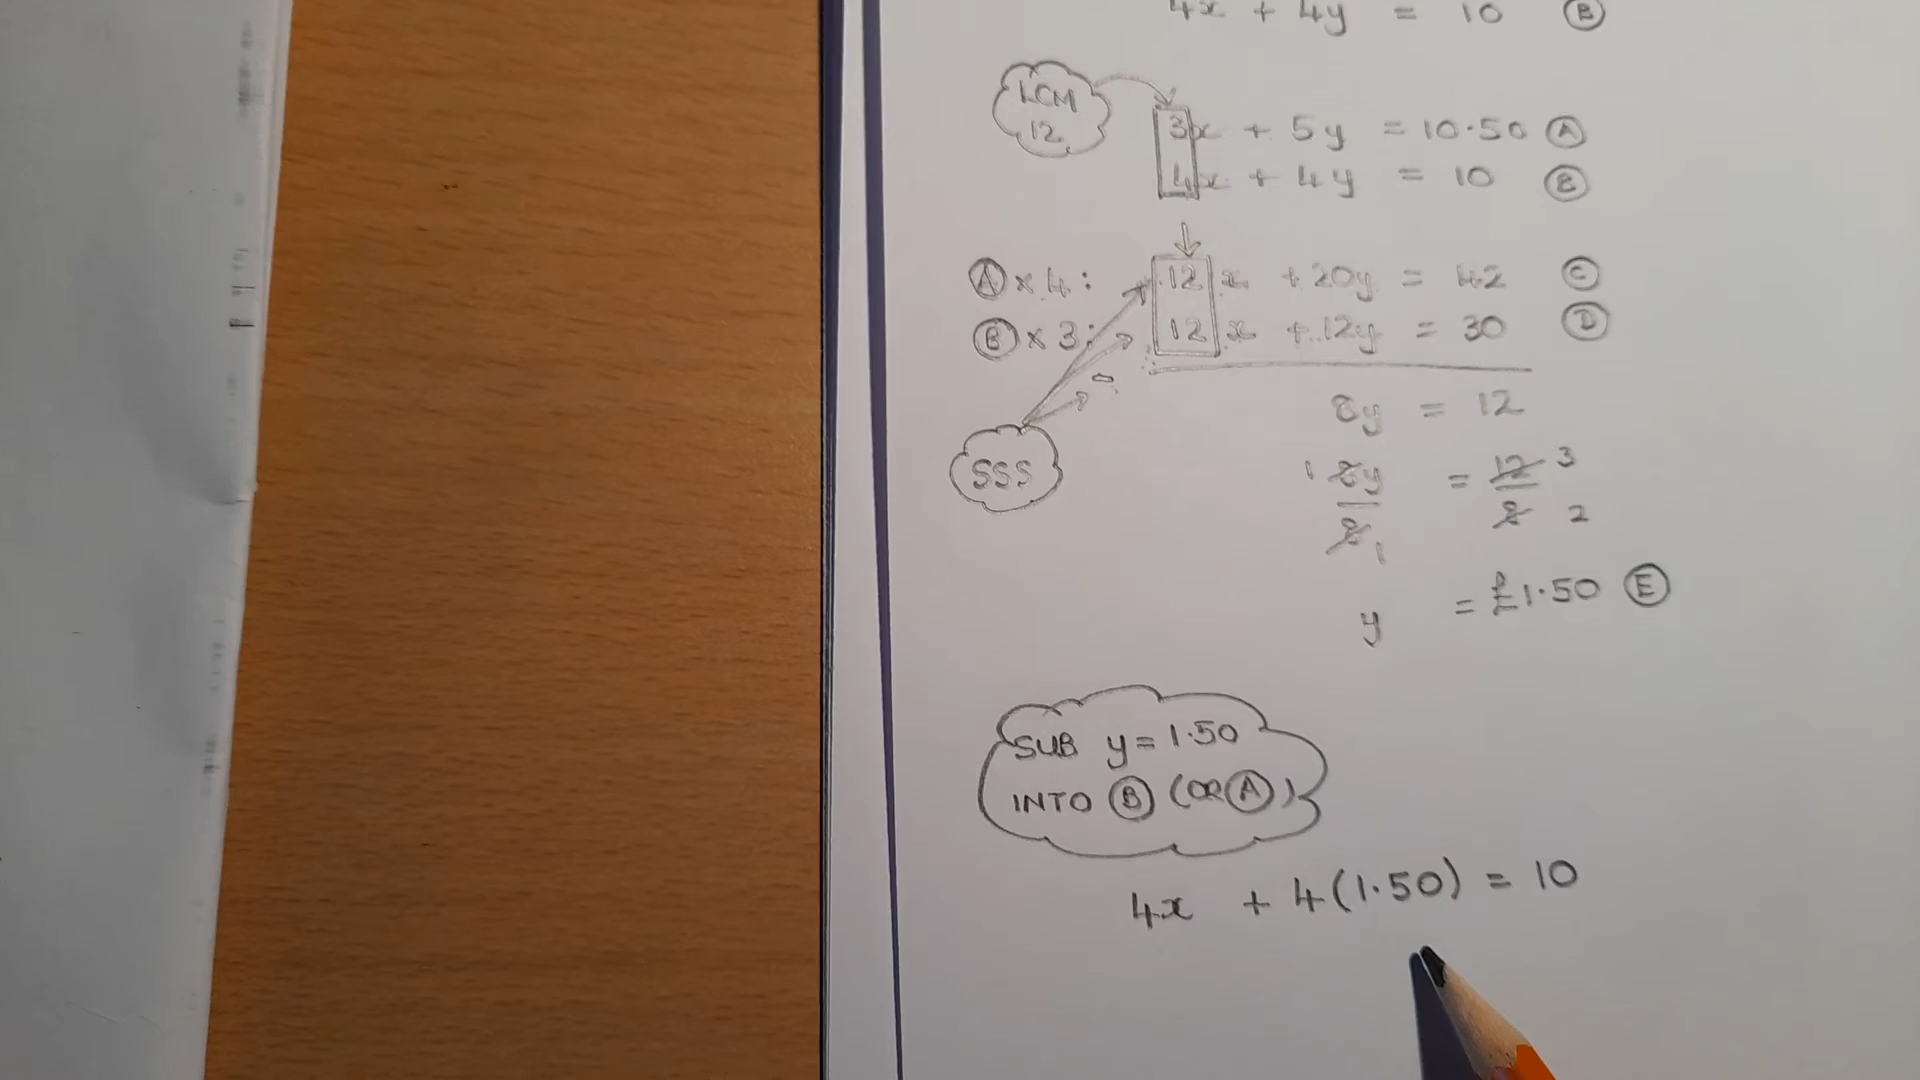 4x + 4y = 10 Ⓑ
LCM
12
3x + 5y = 10.50 Ⓐ
4x + 4y = 10 Ⓑ
Ⓐ × 4: 12x + 20y = 42 Ⓒ
Ⓑ × 3: 12x + 12y = 30 Ⓓ
8y = 12
SSS
1 8y = 12 3
8 1 8 2
y = £1.50 Ⓔ
SUB y = 1.50
INTO Ⓑ (OR Ⓐ)
4x + 4(1.50) = 10